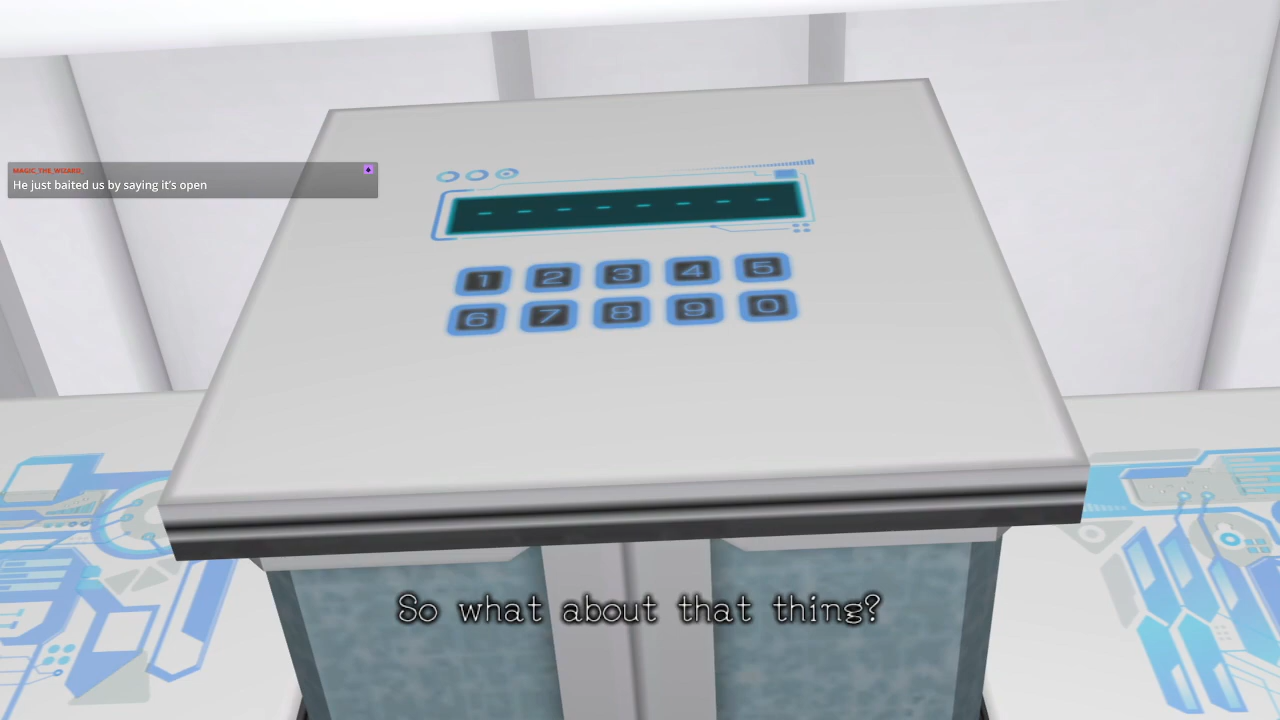 MAGIC_THE_WIZARD_
He just baited us by saying it's open
- - - - - - - -
1 2 3 4 5
6 7 8 9 0
So what about that thing?